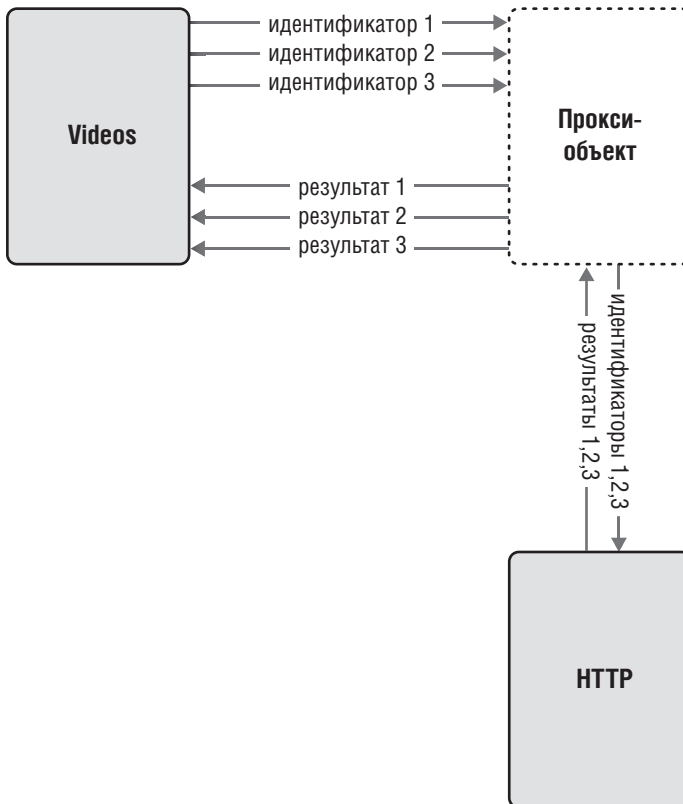 идентификатор 1
идентификатор 2
идентификатор 3
Videos
Прокси-
объект
результат 1
результат 2
результат 3
результаты 1,2,3
идентификаторы 1,2,3
HTTP